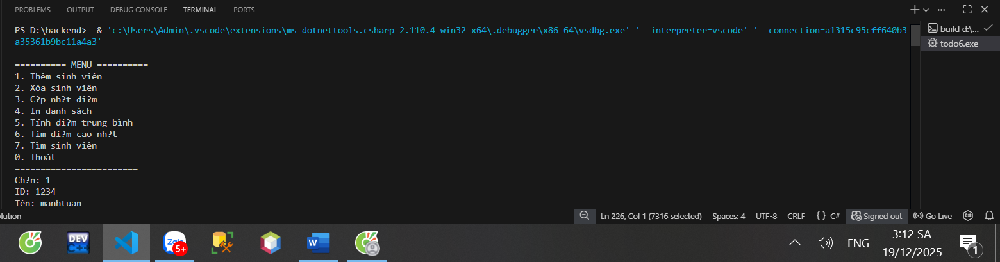 PROBLEMS OUTPUT DEBUG CONSOLE TERMINAL PORTS
PS D:\backend>  & 'c:\Users\Admin\.vscode\extensions\ms-dotnettools.csharp-2.110.4-win32-x64\.debugger\x86_64\vsdbg.exe' '--interpreter=vscode' '--connection=a1315c95cff640b3
a35361b9bc11a4a3'
build d:\...
todo6.exe
========== MENU ==========
1. Thêm sinh viên
2. Xóa sinh viên
3. C?p nh?t di?m
4. In danh sách
5. Tính di?m trung bình
6. Tìm di?m cao nh?t
7. Tìm sinh viên
0. Thoát
========================
Ch?n: 1
ID: 1234
Tên: manhtuan
olution Ln 226, Col 1 (7316 selected) Spaces: 4 UTF-8 CRLF { } C# Signed out Go Live
DEV C++ Zalo 5+ W ENG 3:12 SA
19/12/2025 1